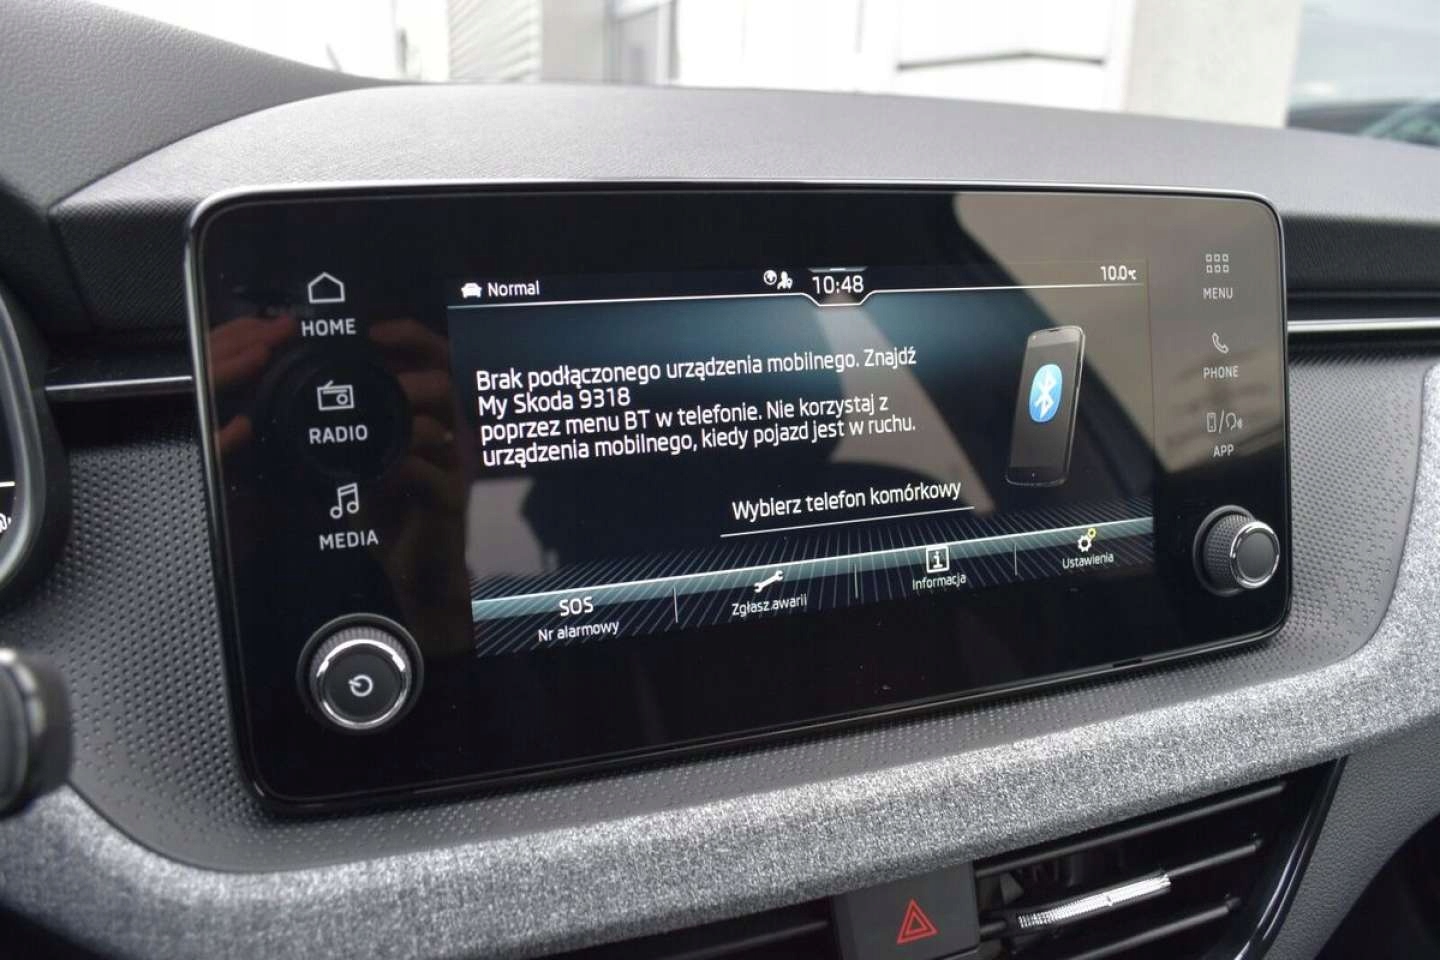 Normal
10:48
10.0°C
HOME
RADIO
MEDIA
Brak podłączonego urządzenia mobilnego. Znajdź
My Skoda 9318
poprzez menu BT w telefonie. Nie korzystaj z
urządzenia mobilnego, kiedy pojazd jest w ruchu.
Wybierz telefon komórkowy
SOS
Nr alarmowy
Zgłasz.awarii
Informacja
Ustawienia
MENU
PHONE
APP